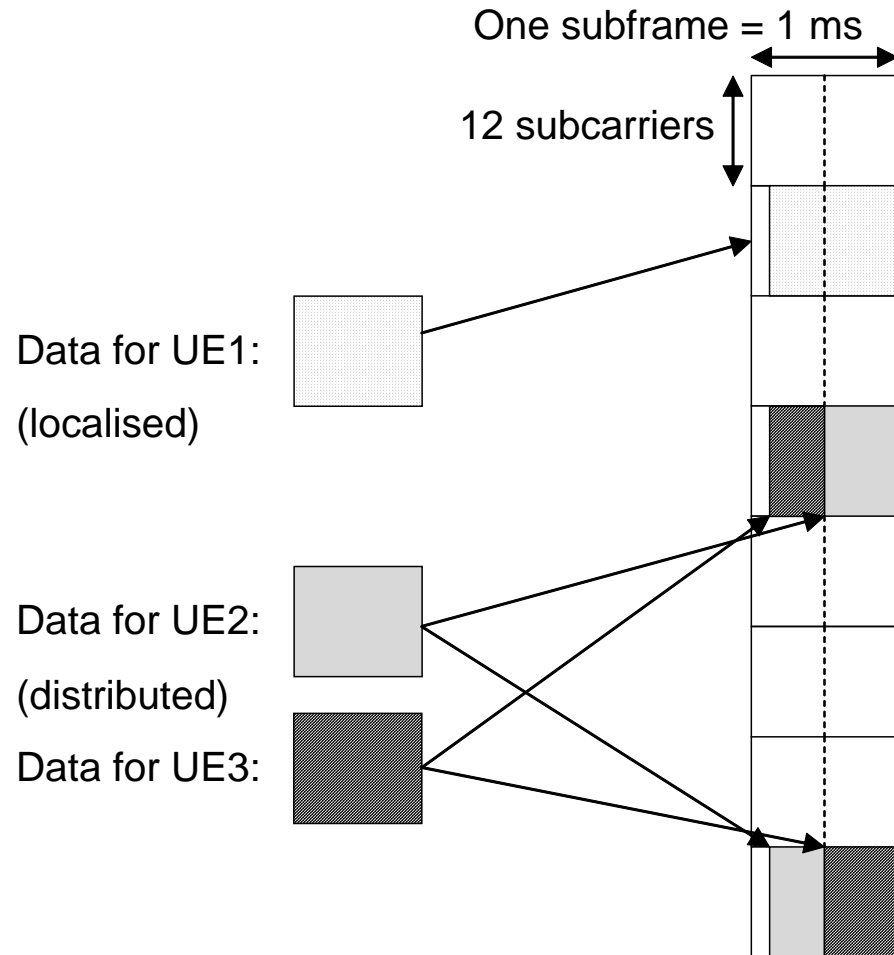 One subframe = 1 ms
12 subcarriers
Data for UE1:
(localised)
Data for UE2:
(distributed)
Data for UE3: